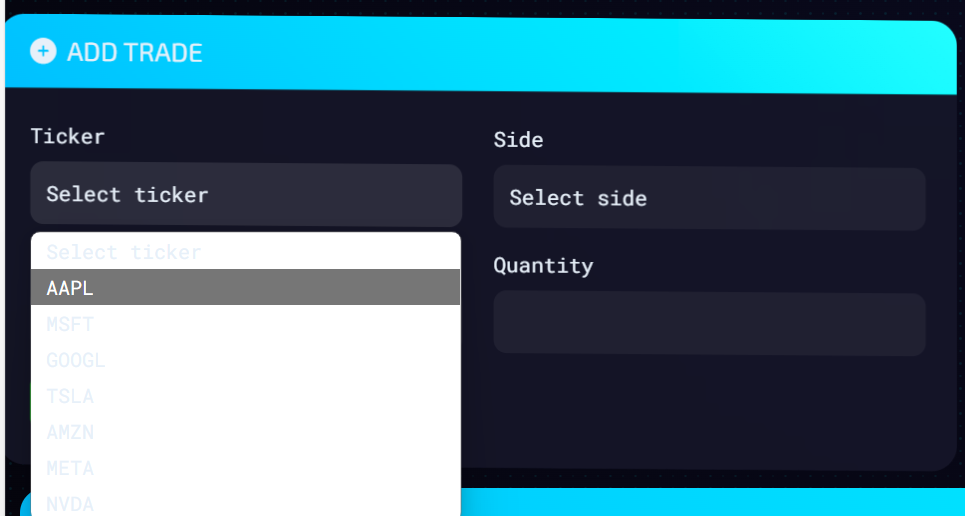 ADD TRADE
Ticker
Select ticker
Select ticker
AAPL
MSFT
GOOGL
TSLA
AMZN
META
NVDA
Side
Select side
Quantity